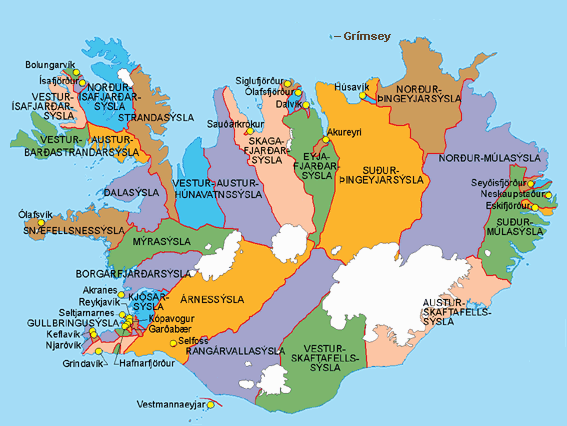 Grímsey
Bolungarvík
Ísafjörður
NORÐUR-
ÍSAFJARÐAR-
SÝSLA
VESTUR-
ÍSAFJARÐAR-
SÝSLA
STRANDASÝSLA
VESTUR-
BARÐASTRANDARSÝSLA
AUSTUR-
Siglufjörður
Ólafsfjörður
Dalvík
Húsavík
NORÐUR-
ÞINGEYJARSÝSLA
Sauðárkrókur
SKAGA-
FJARÐAR-
SÝSLA
Akureyri
EYJA-
FJARÐAR-
SÝSLA
SUÐUR-
ÞINGEYJARSÝSLA
NORÐUR-MÚLASÝSLA
Seyðisfjörður
Neskaupstaður
Eskifjörður
SUÐUR-
MÚLASÝSLA
DALASÝSLA
VESTUR-
HÚNAVATNSSÝSLA
AUSTUR-
Ólafsvík
SNÆFELLSNESSÝSLA
MÝRASÝSLA
BORGARFJARÐARSÝSLA
Akranes
Reykjavík
Seltjarnarnes
GULLBRINGUSÝSLA
Keflavík
Njarðvík
Grindavík
KJÓSAR-
SÝSLA
Kópavogur
Garðabær
Hafnarfjörður
ÁRNESSÝSLA
Selfoss
RANGÁRVALLASÝSLA
VESTUR-
SKAFTAFELLS-
SÝSLA
AUSTUR-
SKAFTAFELLS-
SÝSLA
Vestmannaeyjar